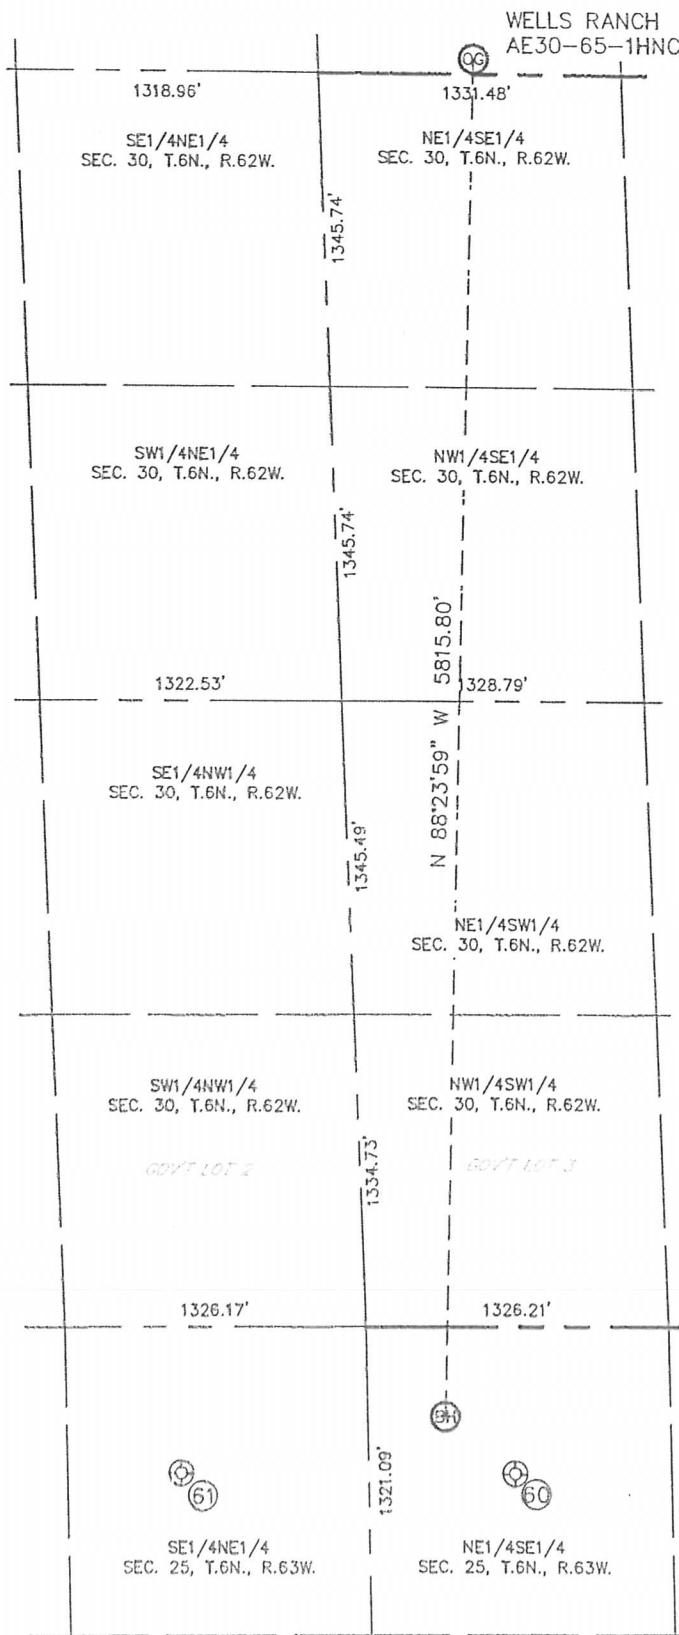 WELLS RANCH
AE30-65-1HNC
OG
1318.96'
1331.48'
SE1/4NE1/4
SEC. 30, T.6N., R.62W.
NE1/4SE1/4
SEC. 30, T.6N., R.62W.
1345.74'
SW1/4NE1/4
SEC. 30, T.6N., R.62W.
NW1/4SE1/4
SEC. 30, T.6N., R.62W.
1345.74'
N 88°23'59" W 5815.80'
1322.53'
1328.79'
SE1/4NW1/4
SEC. 30, T.6N., R.62W.
1345.49'
NE1/4SW1/4
SEC. 30, T.6N., R.62W.
SW1/4NW1/4
SEC. 30, T.6N., R.62W.
NW1/4SW1/4
SEC. 30, T.6N., R.62W.
GOV'T LOT 2
GOV'T LOT 3
1334.73'
1326.17'
1326.21'
BH
61
60
1321.09'
SE1/4NE1/4
SEC. 25, T.6N., R.63W.
NE1/4SE1/4
SEC. 25, T.6N., R.63W.